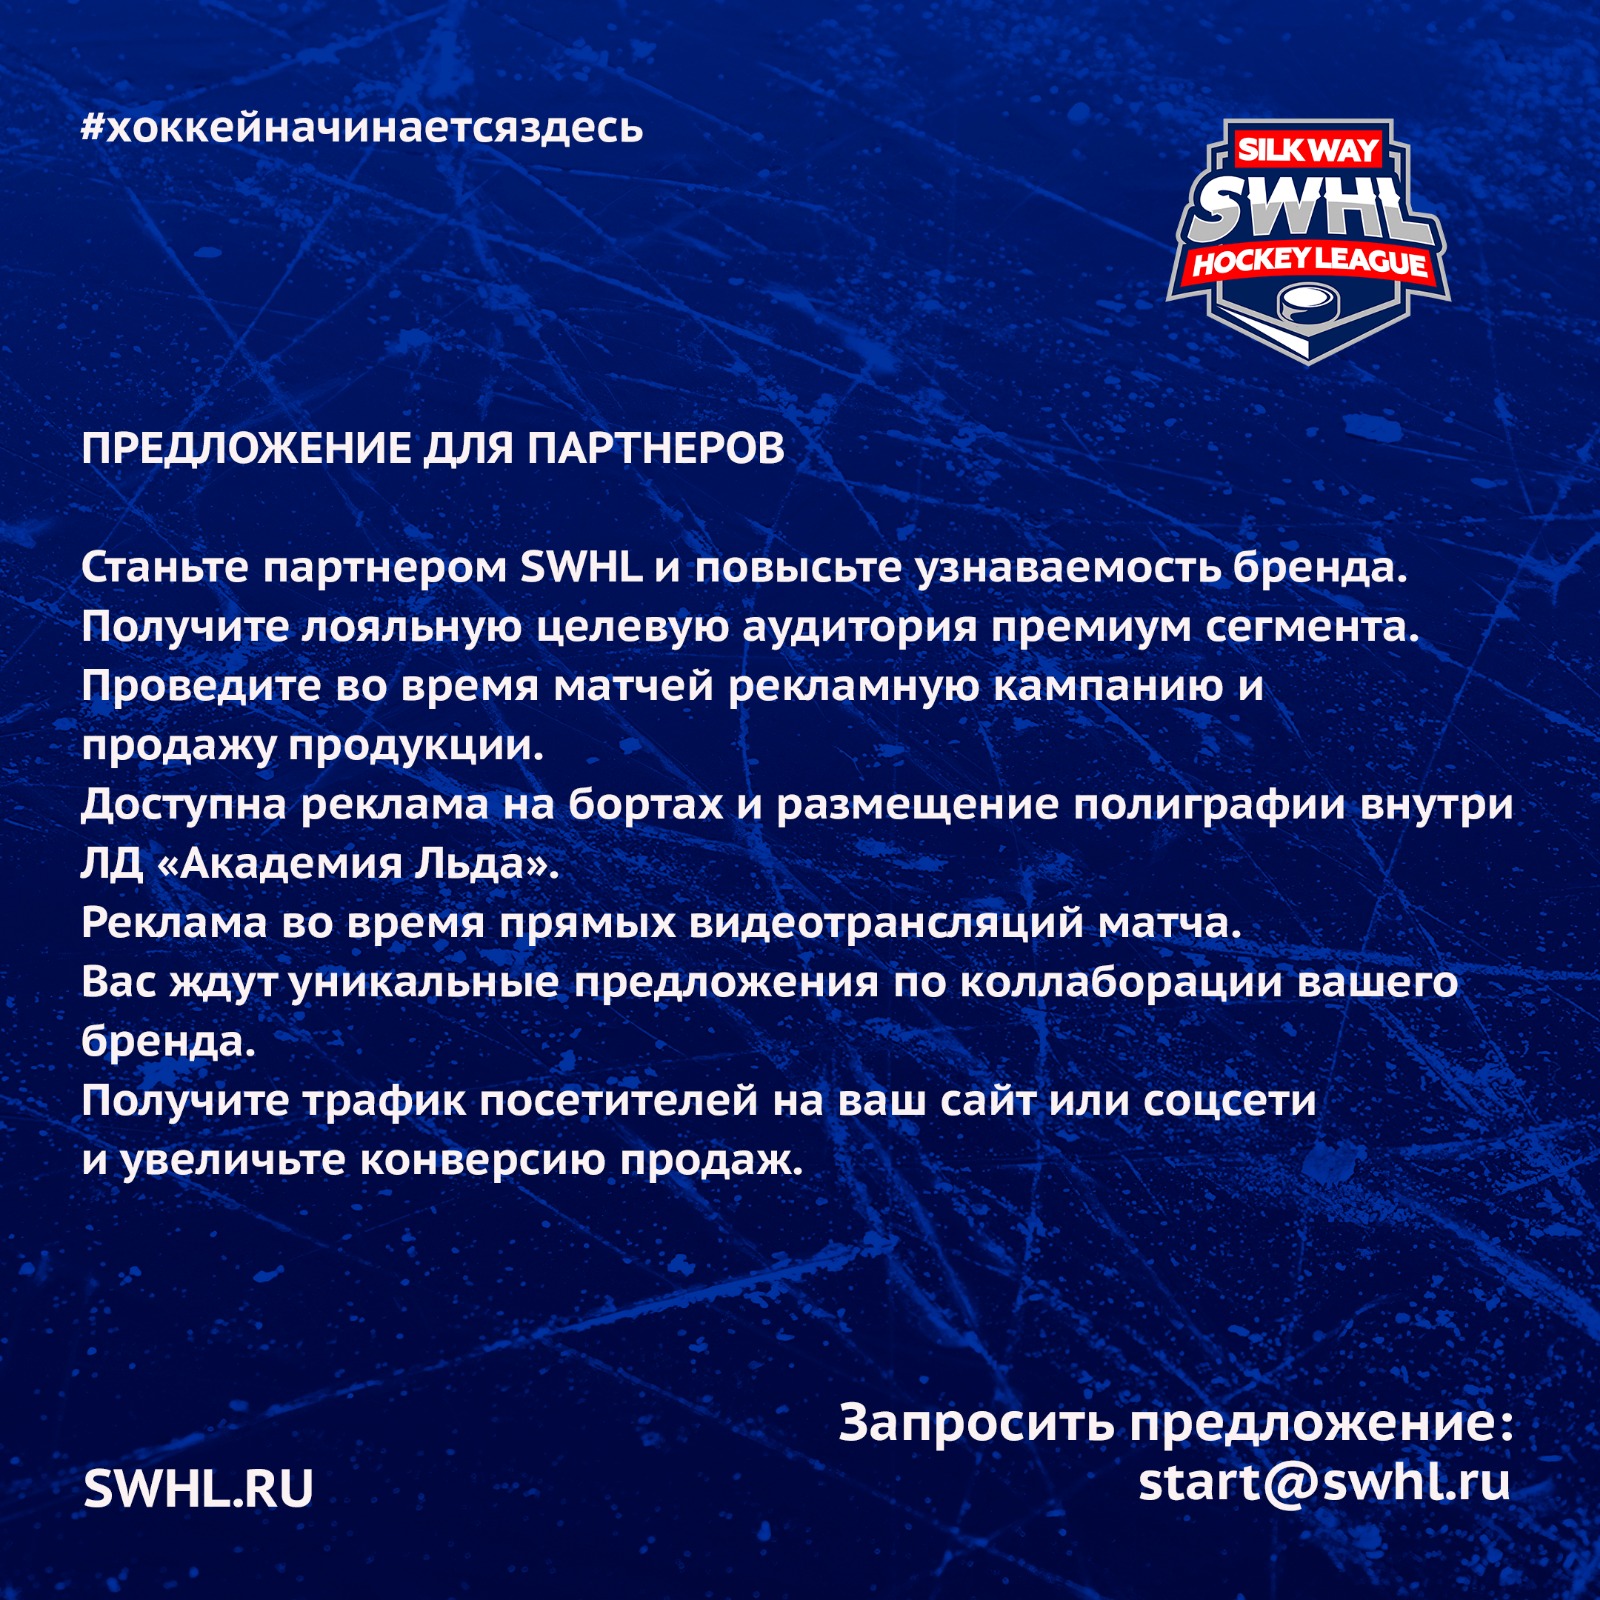 #хоккейначинаетсяздесь
SILK WAY
SWHL
HOCKEY LEAGUE
ПРЕДЛОЖЕНИЕ ДЛЯ ПАРТНЕРОВ
Станьте партнером SWHL и повысьте узнаваемость бренда.
Получите лояльную целевую аудитория премиум сегмента.
Проведите во время матчей рекламную кампанию и
продажу продукции.
Доступна реклама на бортах и размещение полиграфии внутри
ЛД «Академия Льда».
Реклама во время прямых видеотрансляций матча.
Вас ждут уникальные предложения по коллаборации вашего
бренда.
Получите трафик посетителей на ваш сайт или соцсети
и увеличьте конверсию продаж.
Запросить предложение:
start@swhl.ru
SWHL.RU